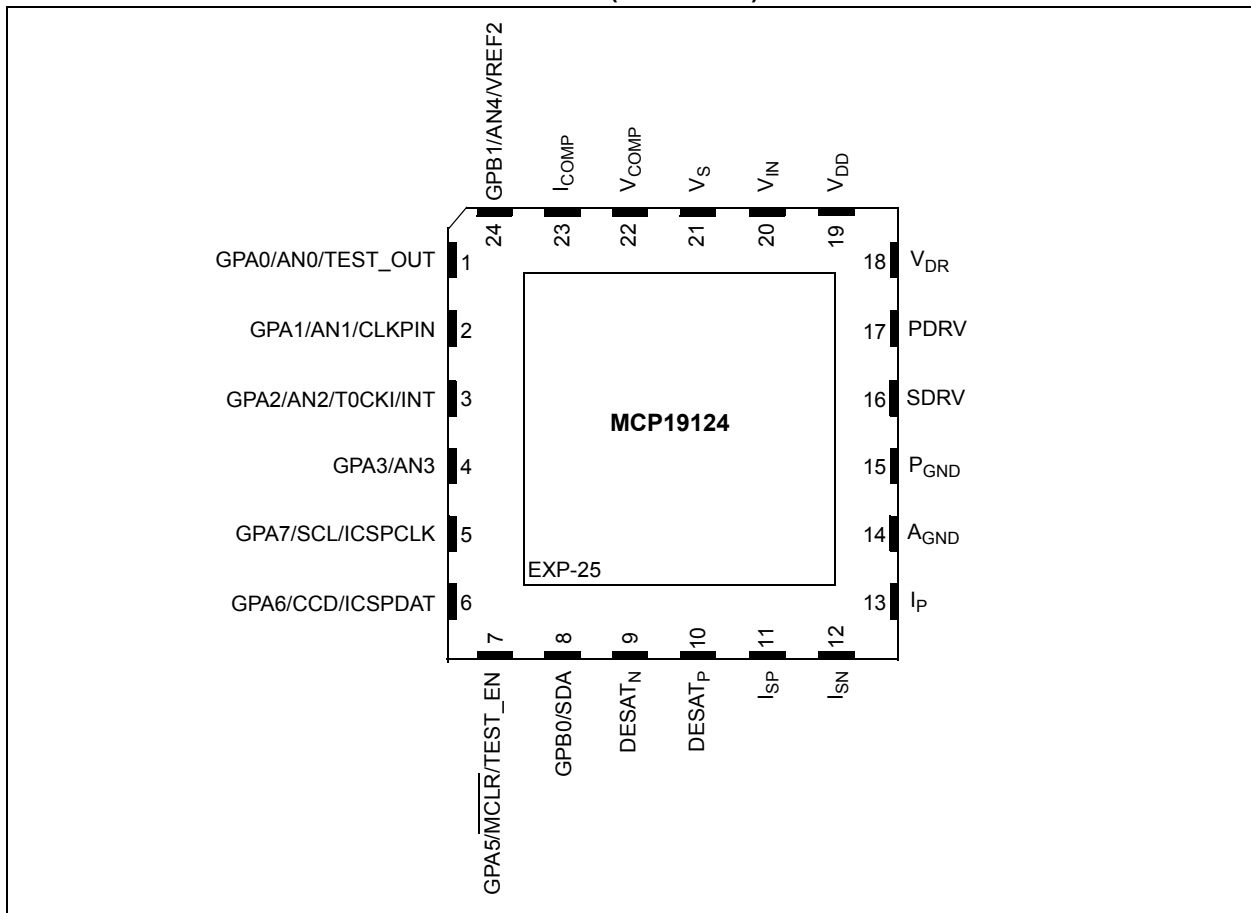 GPB1/AN4/VREF2
ICOMP
VCOMP
VS
VIN
VDD
24
23
22
21
20
19
GPA0/AN0/TEST_OUT 1
GPA1/AN1/CLKPIN 2
GPA2/AN2/T0CKI/INT 3
GPA3/AN3 4
GPA7/SCL/ICSPCLK 5
GPA6/CCD/ICSPDAT 6
MCP19124
EXP-25
18 VDR
17 PDRV
16 SDRV
15 PGND
14 AGND
13 IP
7
8
9
10
11
12
GPA5/MCLR/TEST_EN
GPB0/SDA
DESATN
DESATP
ISP
ISN